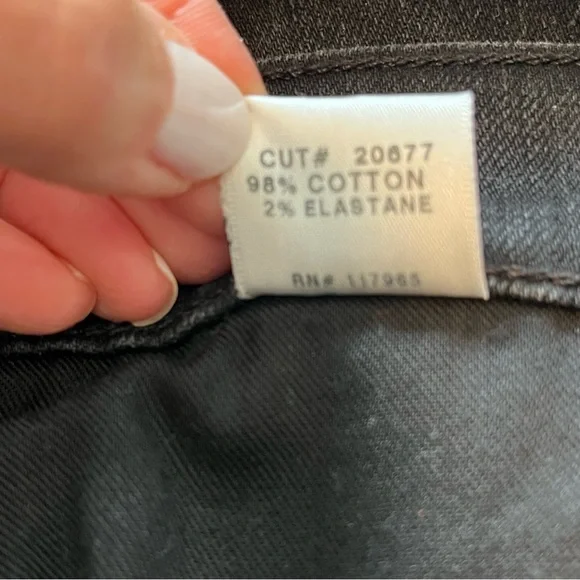 CUT# 20677
98% COTTON
2% ELASTANE
RN# 117965